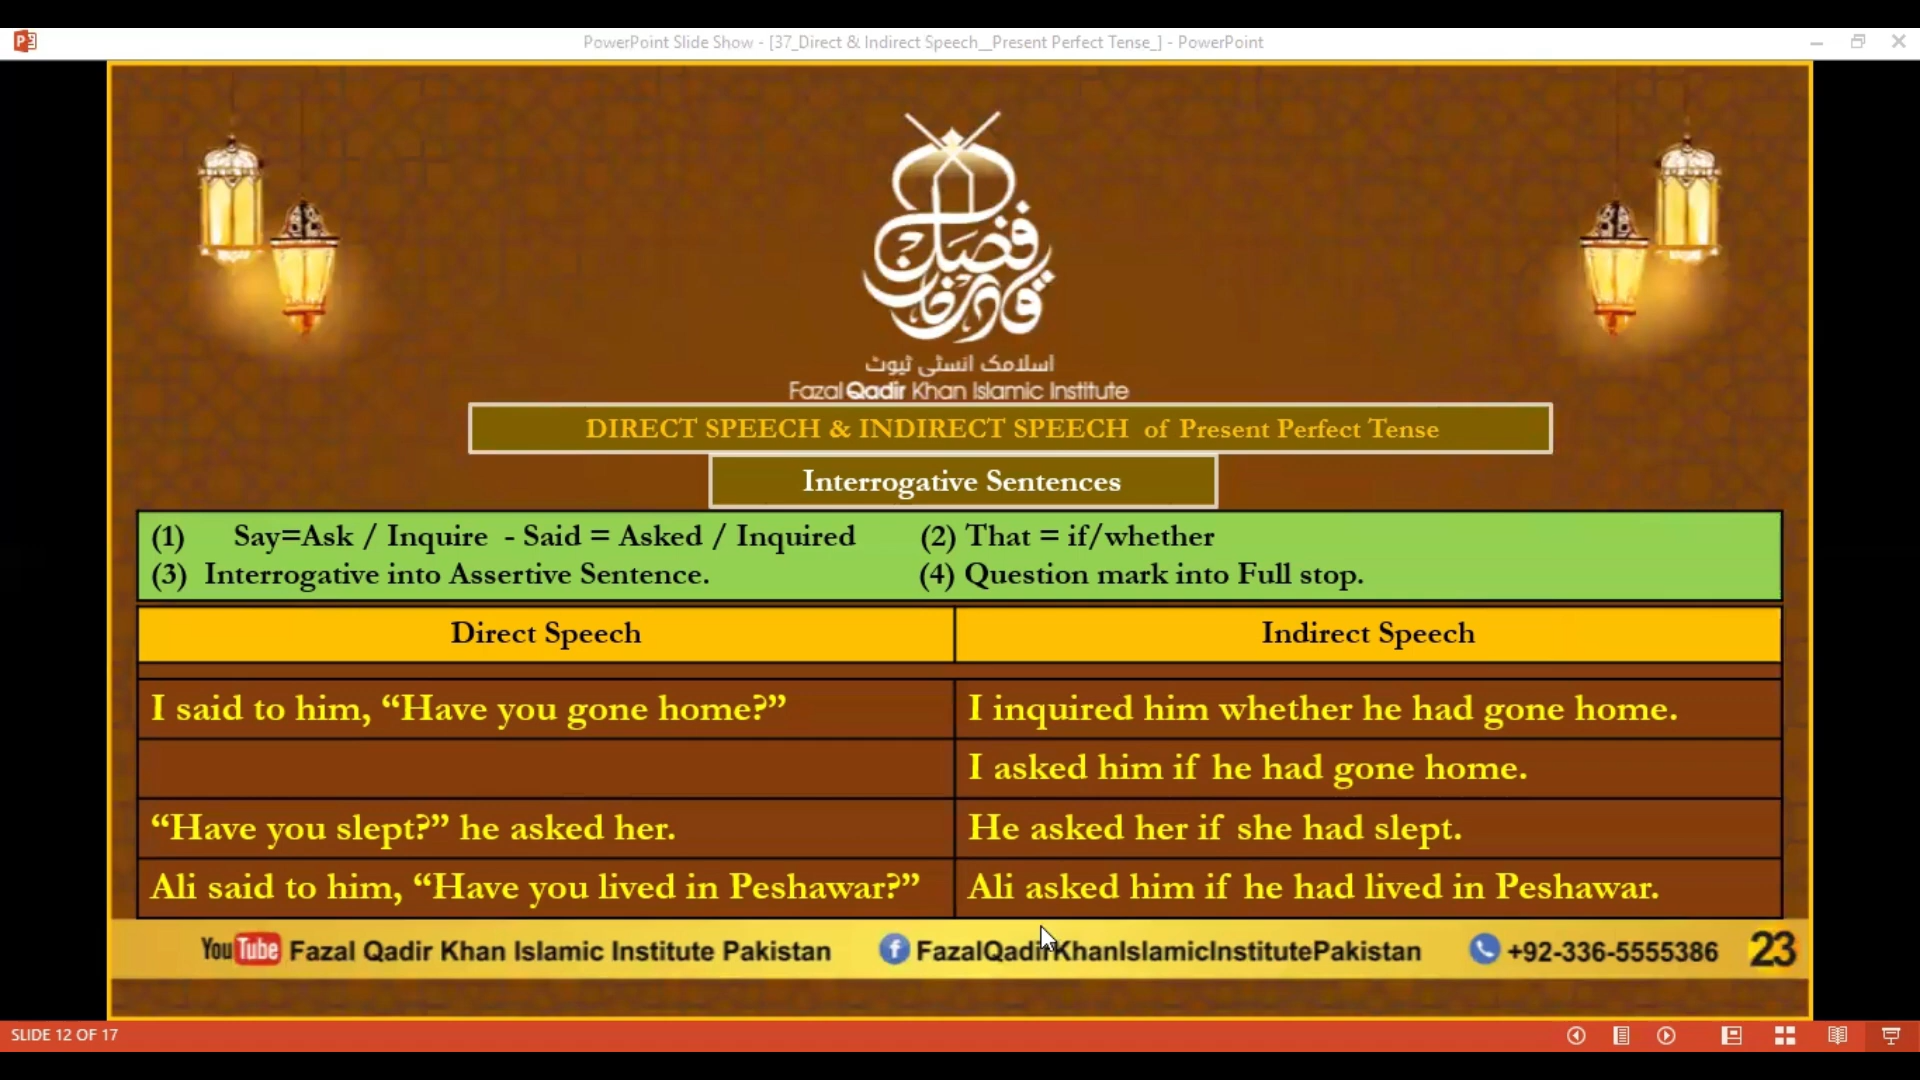 PowerPoint Slide Show - [37_Direct & Indirect Speech__Present Perfect Tense_] - PowerPoint
فضل
قادر خان
اسلامک انسٹی ٹیوٹ
Fazal Qadir Khan Islamic Institute
DIRECT SPEECH & INDIRECT SPEECH of Present Perfect Tense
Interrogative Sentences
(1) Say=Ask / Inquire - Said = Asked / Inquired (2) That = if/whether
(3) Interrogative into Assertive Sentence. (4) Question mark into Full stop.
Direct Speech Indirect Speech
I said to him, “Have you gone home?” I inquired him whether he had gone home.
I asked him if he had gone home.
“Have you slept?” he asked her. He asked her if she had slept.
Ali said to him, “Have you lived in Peshawar?” Ali asked him if he had lived in Peshawar.
YouTube Fazal Qadir Khan Islamic Institute Pakistan FazalQadirKhanIslamicInstitutePakistan +92-336-5555386 23
SLIDE 12 OF 17